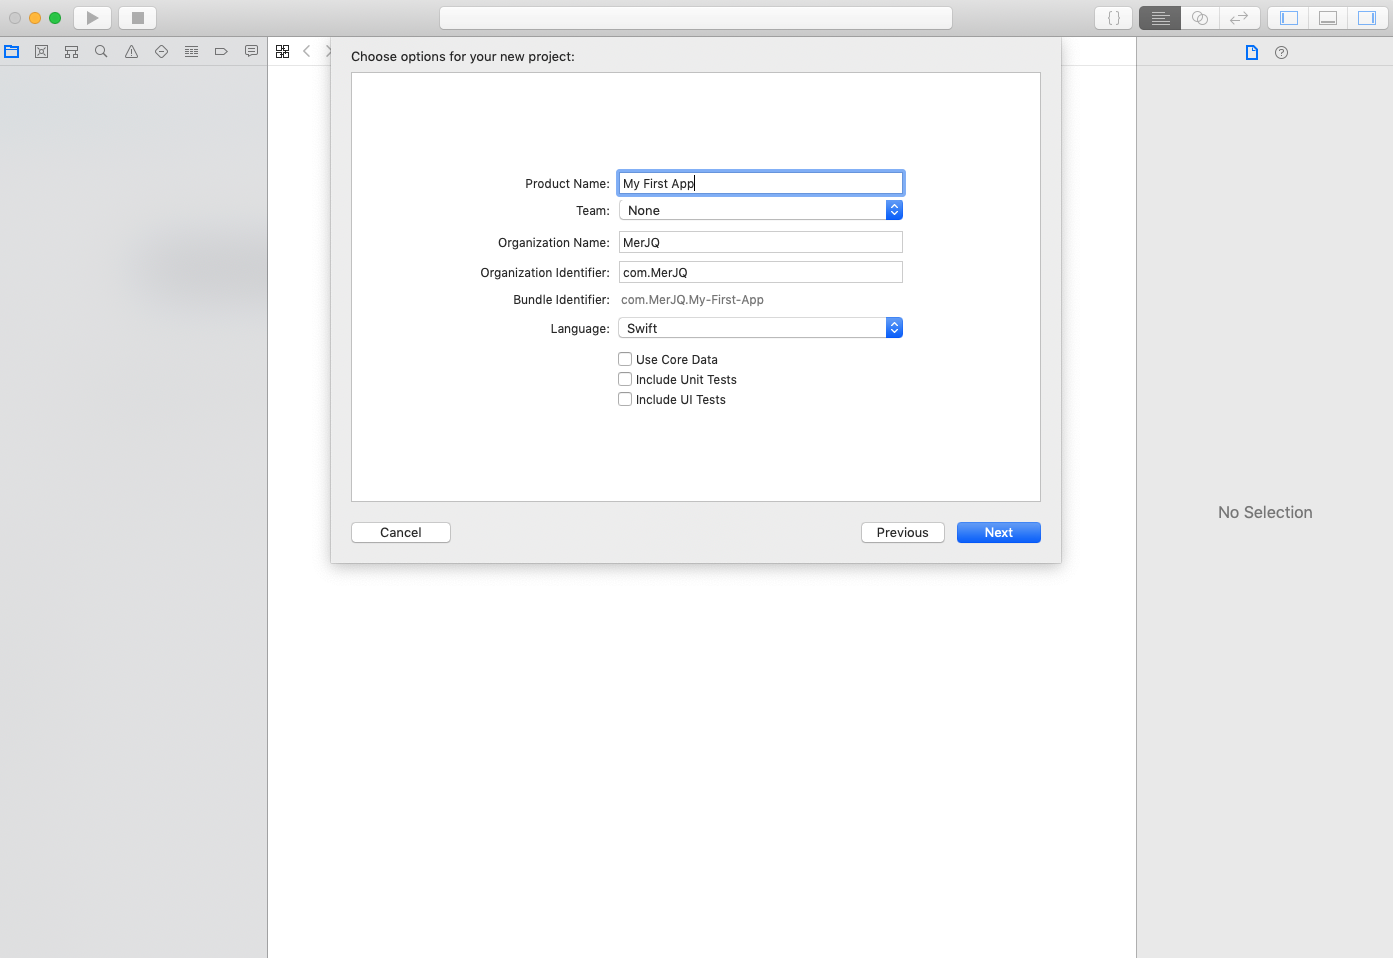 Choose options for your new project:
Product Name: My First App
Team: None
Organization Name: MerJQ
Organization Identifier: com.MerJQ
Bundle Identifier: com.MerJQ.My-First-App
Language: Swift
Use Core Data
Include Unit Tests
Include UI Tests
No Selection
Cancel
Previous
Next